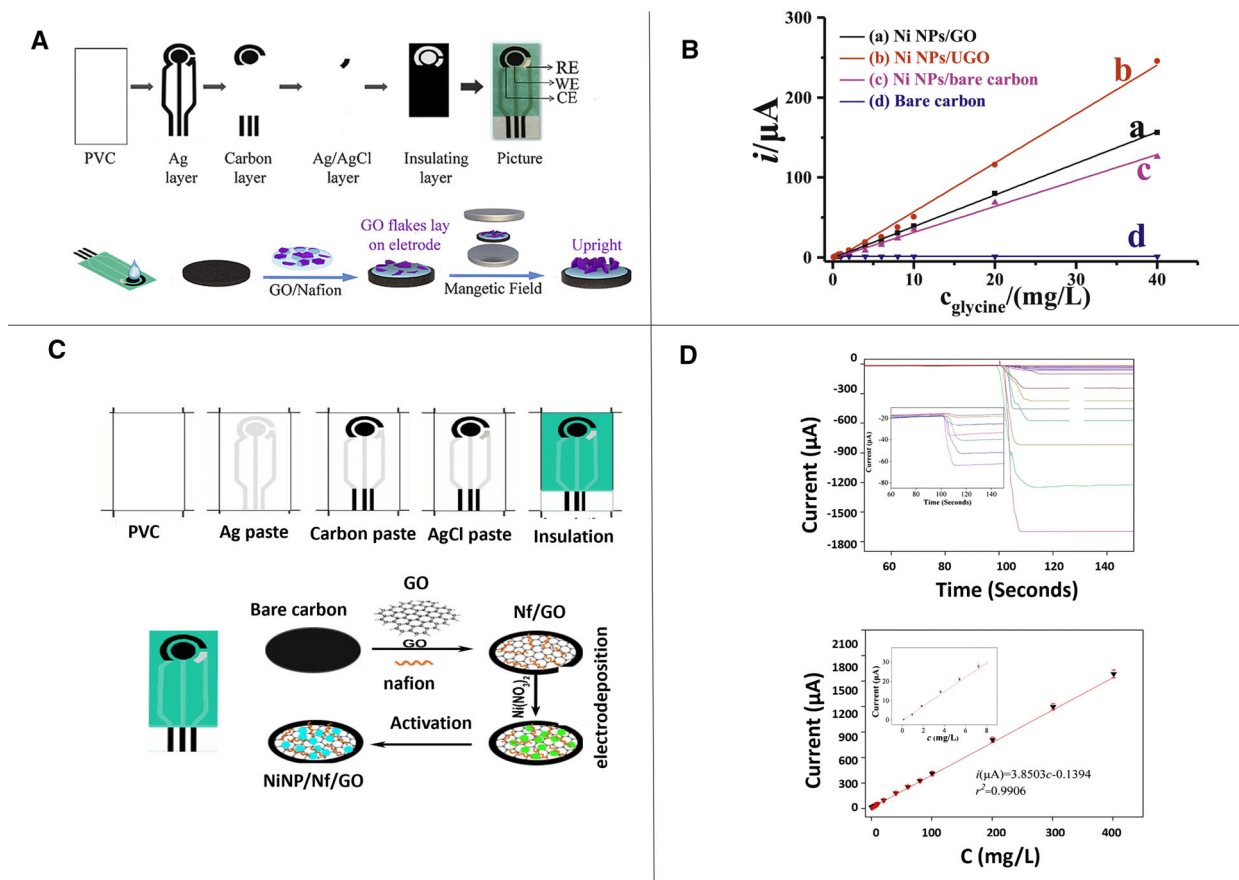 A
RE
WE
CE
PVC
Ag
layer
Carbon
layer
Ag/AgCl
layer
Insulating
layer
Picture
GO/Nafion
GO flakes lay
on eletrode
Mangetic Field
Upright
B
i/μA
300
200
100
0
(a) Ni NPs/GO
(b) Ni NPs/UGO
(c) Ni NPs/bare carbon
(d) Bare carbon
b
a
c
d
0 10 20 30 40
c glycine/(mg/L)
C
PVC
Ag paste
Carbon paste
AgCl paste
Insulation
Bare carbon
GO
GO
nafion
Nf/GO
Ni(NO3)2
electrodeposition
Activation
NiNP/Nf/GO
D
Current (μA)
0
-300
-600
-900
-1200
-1500
-1800
60 80 100 120 140
Time (Seconds)
Current (μA)
-20
-40
-60
-80
60 80 100 120 140
Time (Seconds)
Current (μA)
2100
1800
1500
1200
900
600
300
0
0 100 200 300 400
C (mg/L)
Current (μA)
30
20
10
0
0 2 4 6 8
c (mg/L)
i(μA)=3.8503c-0.1394
r²=0.9906